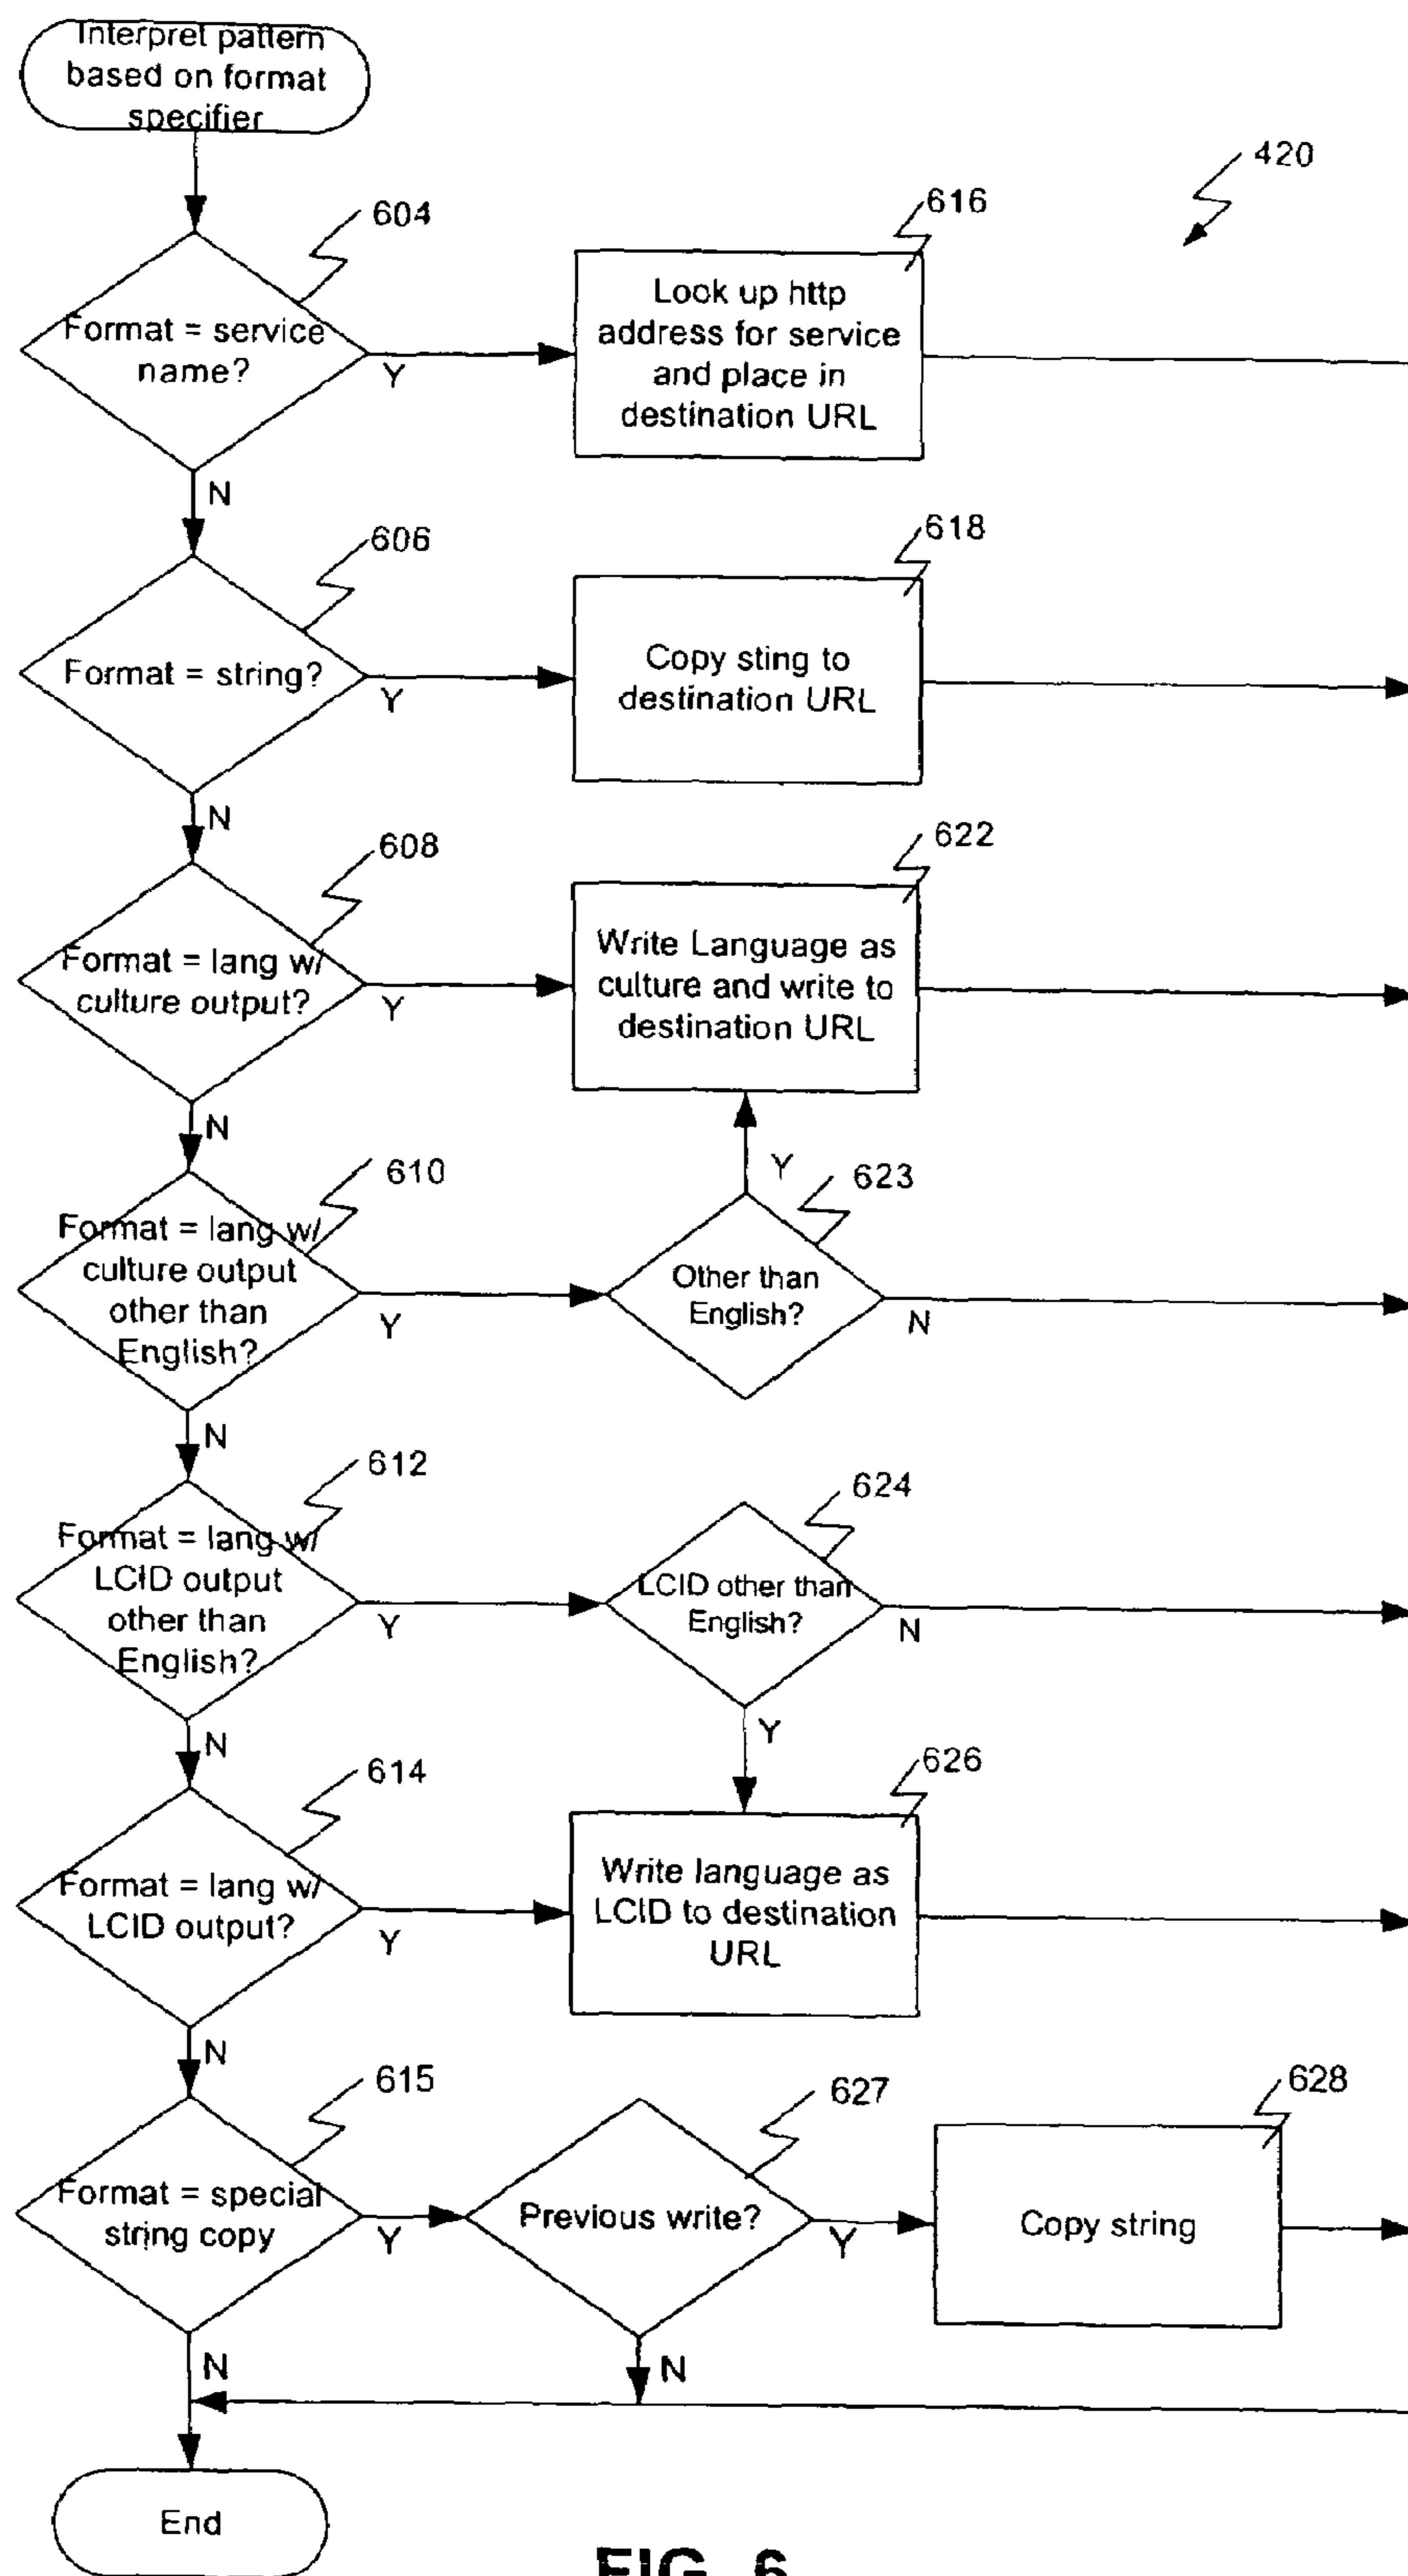 Interpret pattern
based on format
specifier
420
604
616
Format = service
name?
Y
Look up http
address for service
and place in
destination URL
N
606
618
Format = string?
Y
Copy sting to
destination URL
N
608
622
Format = lang w/
culture output?
Y
Write Language as
culture and write to
destination URL
N
610
Y
623
Format = lang w/
culture output
other than
English?
Y
Other than
English?
N
N
612
624
Format = lang w/
LCID output
other than
English?
Y
LCID other than
English?
N
N
Y
614
626
Format = lang w/
LCID output?
Y
Write language as
LCID to destination
URL
N
615
627
628
Format = special
string copy
Y
Previous write?
Y
Copy string
N
N
End
FIG. 6